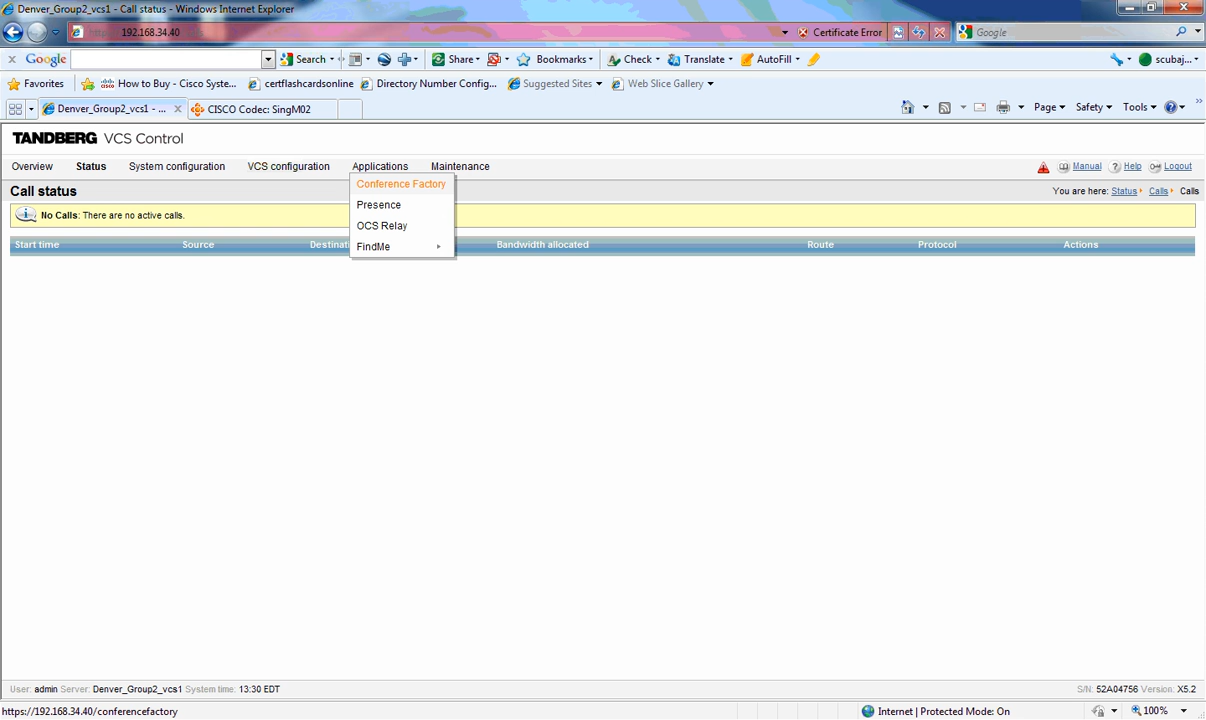 Denver_Group2_vcs1 - Call status - Windows Internet Explorer
192.168.34.40 Certificate Error Google
x Google Search Share Bookmarks Check Translate AutoFill scubaj...
Favorites How to Buy - Cisco Syste... certflashcardsonline Directory Number Config... Suggested Sites Web Slice Gallery
Denver_Group2_vcs1 - ... x CISCO Codec: SingM02 Page Safety Tools »
TANDBERG VCS Control
Overview Status System configuration VCS configuration Applications Maintenance Manual Help Logout
Call status You are here: Status Calls Calls
Conference Factory
Presence
OCS Relay
FindMe
No Calls: There are no active calls.
Start time Source Destinati Bandwidth allocated Route Protocol Actions
User: admin Server: Denver_Group2_vcs1 System time: 13:30 EDT S/N: 52A04756 Version: X5.2
https://192.168.34.40/conferencefactory Internet | Protected Mode: On 100%